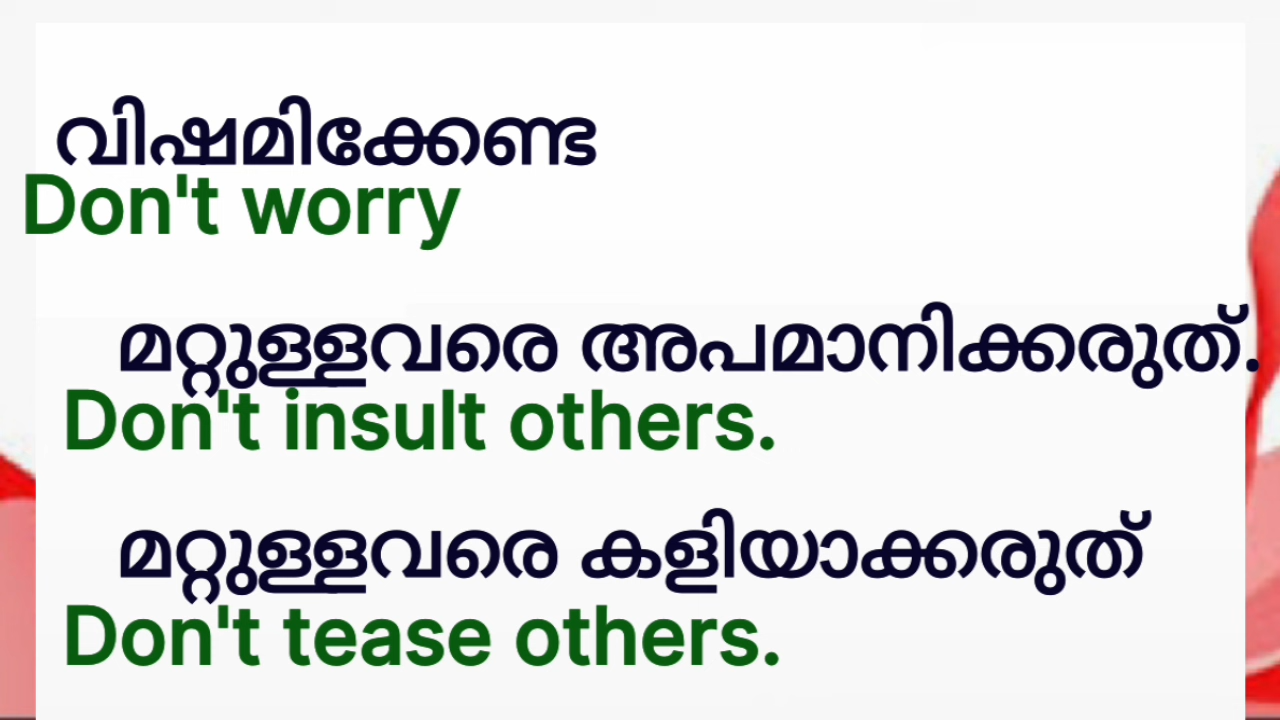 വിഷമിക്കേണ്ട
Don't worry
മറ്റുള്ളവരെ അപമാനിക്കരുത്.
Don't insult others.
മറ്റുള്ളവരെ കളിയാക്കരുത്
Don't tease others.